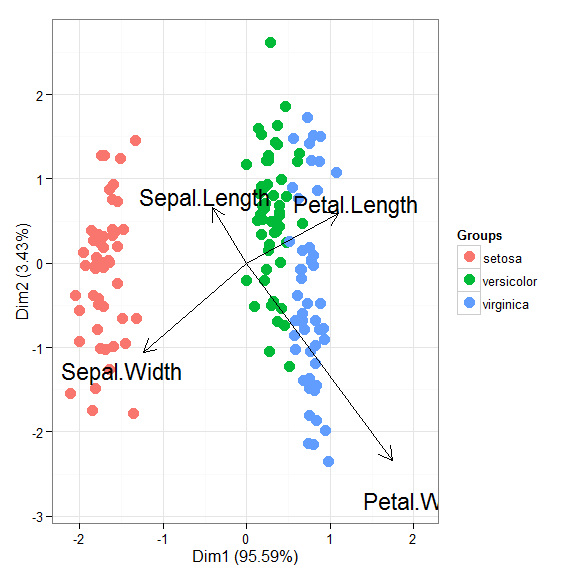 2
1
0
-1
-2
-3
Dim2 (3.43%)
Sepal.Length
Petal.Length
Sepal.Width
Petal.W
-2
-1
0
1
2
Dim1 (95.59%)
Groups
setosa
versicolor
virginica